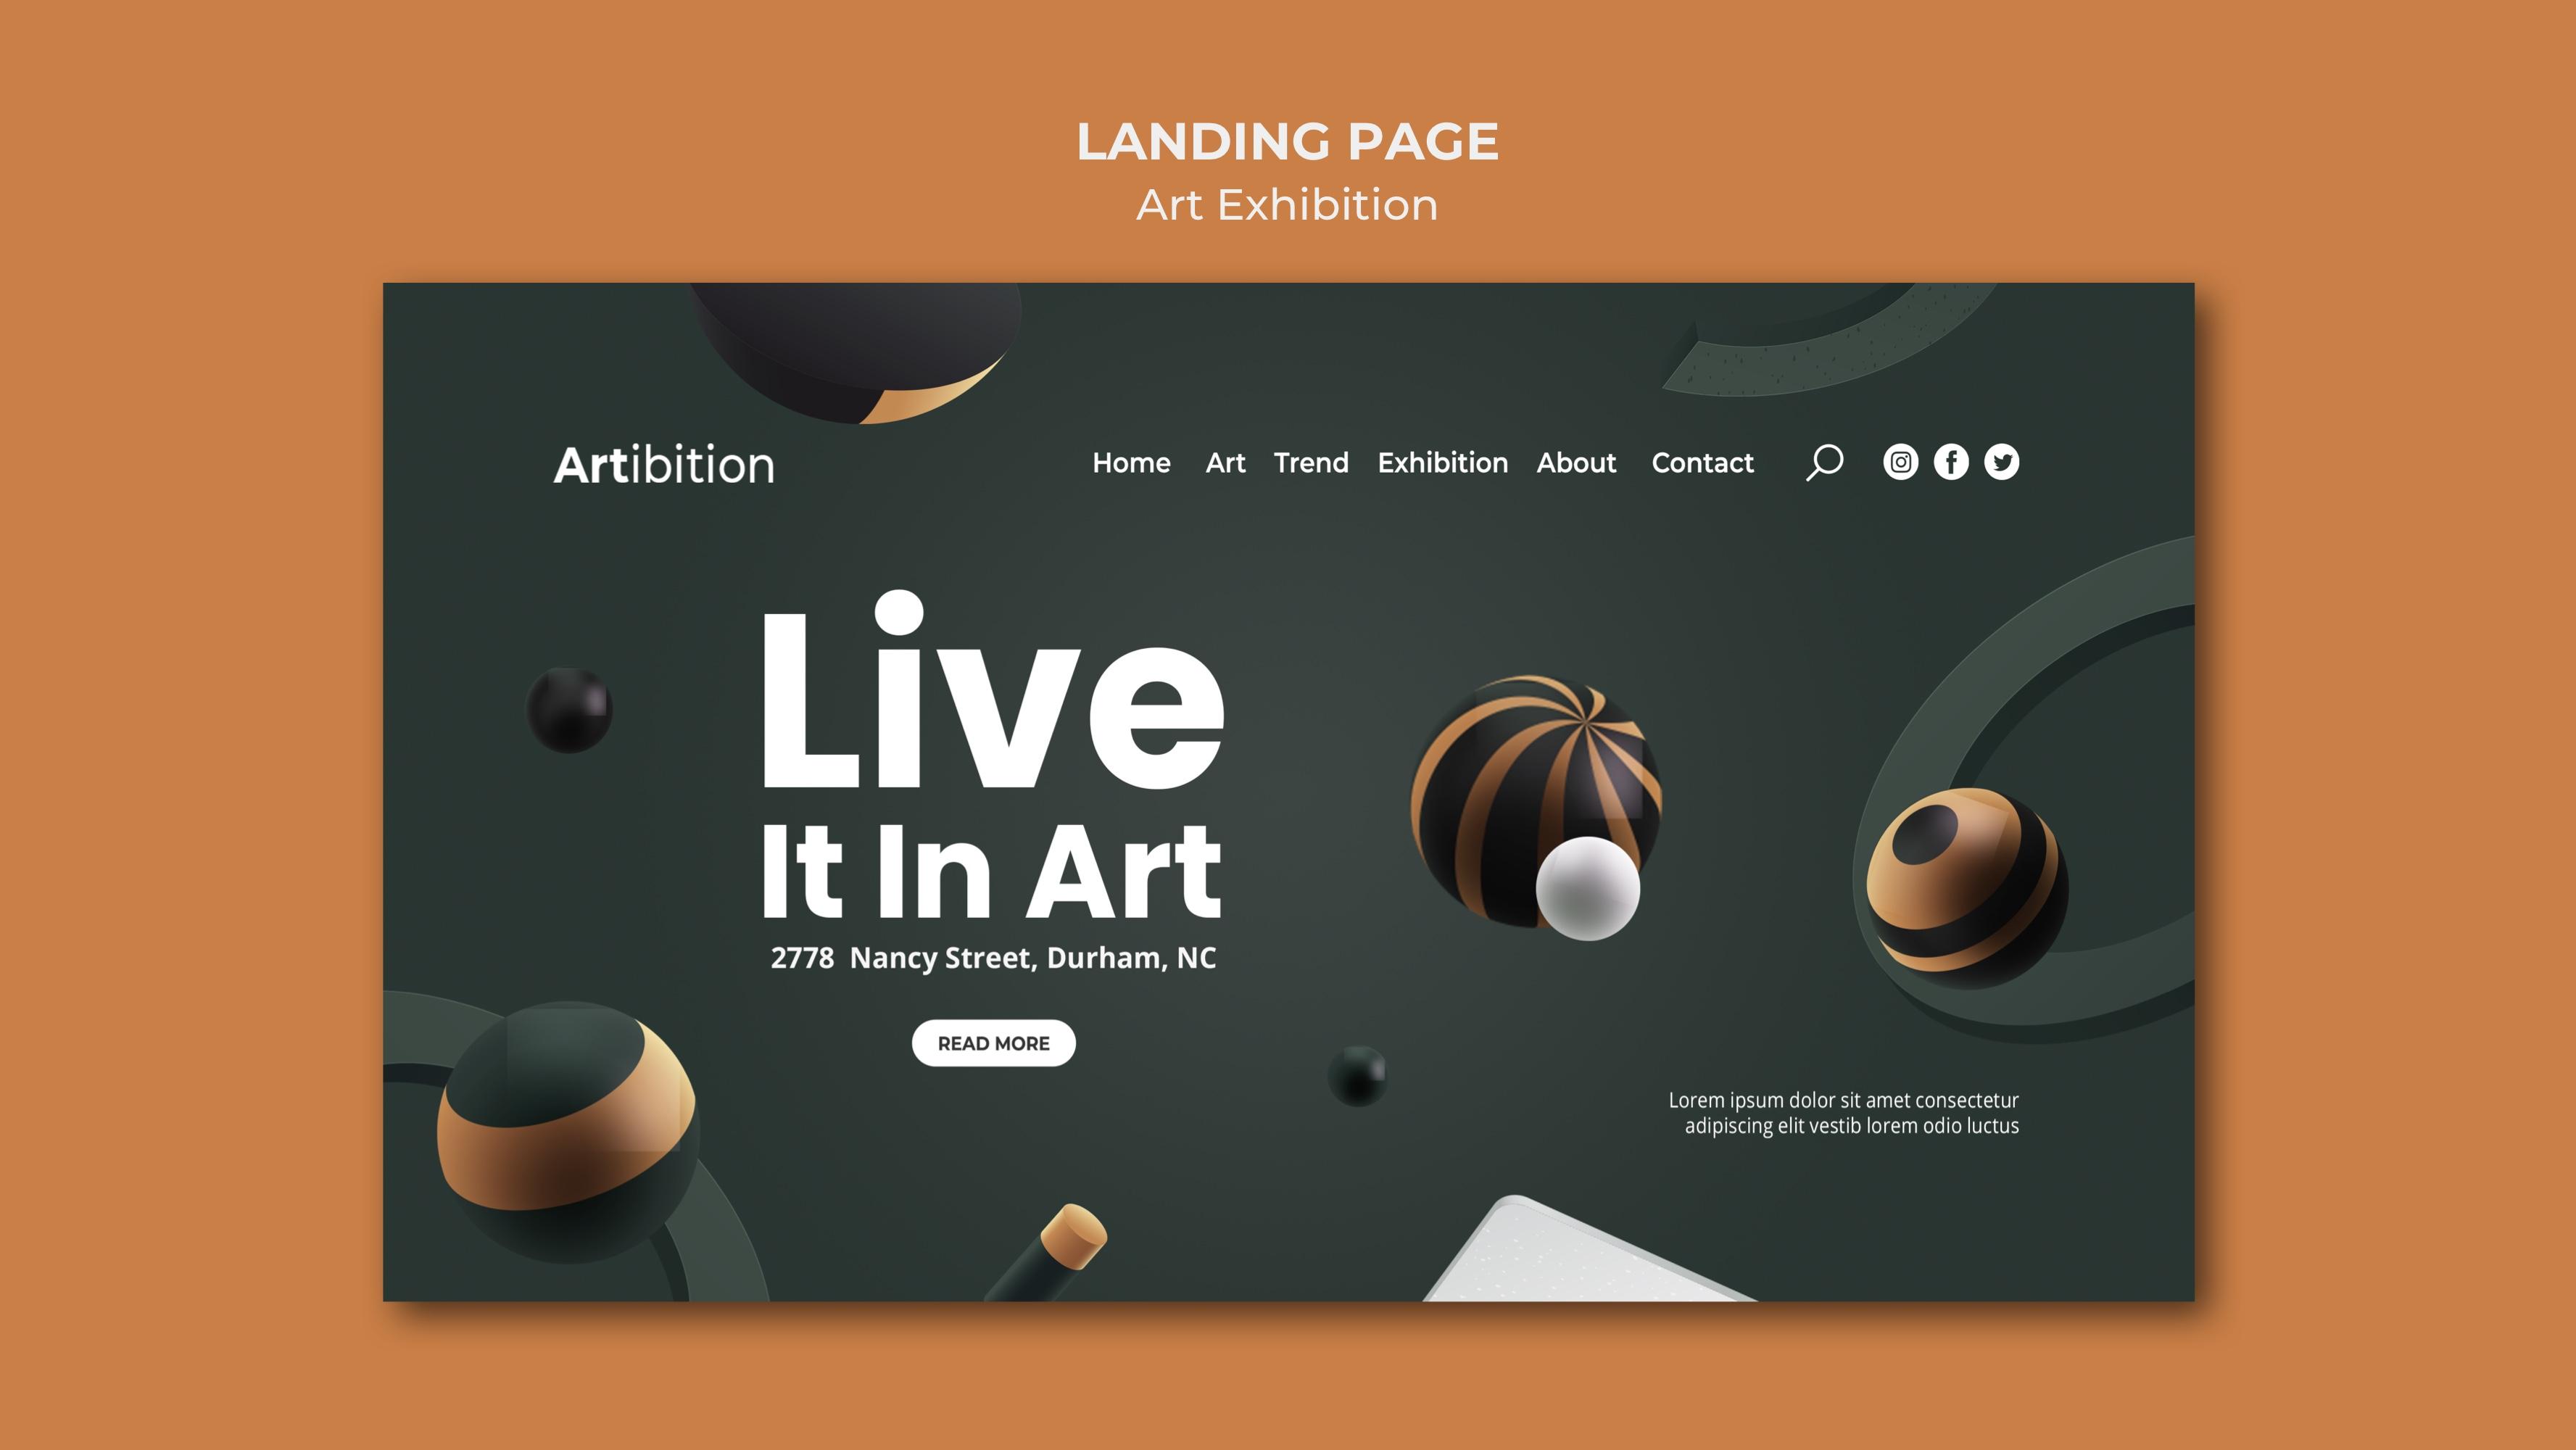 LANDING PAGE
Art Exhibition
Artibition
Home Art Trend Exhibition About Contact
Live
It In Art
2778 Nancy Street, Durham, NC
READ MORE
Lorem ipsum dolor sit amet consectetur
adipiscing elit vestib lorem odio luctus